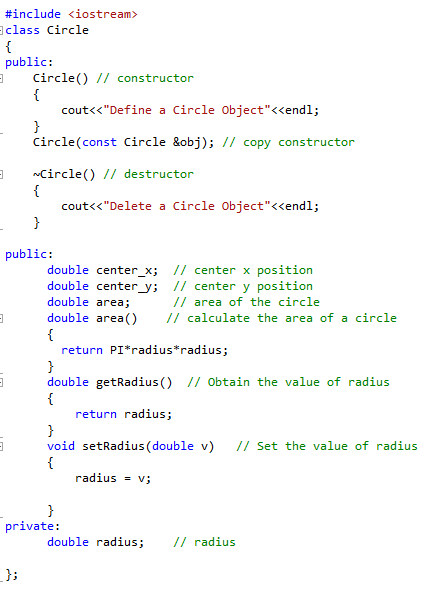 #include <iostream>
class Circle
{
public:
    Circle() // constructor
    {
        cout<<"Define a Circle Object"<<endl;
    }
    Circle(const Circle &obj); // copy constructor

    ~Circle() // destructor
    {
        cout<<"Delete a Circle Object"<<endl;
    }

public:
      double center_x;  // center x position
      double center_y;  // center y position
      double area;      // area of the circle
      double area()    // calculate the area of a circle
      {
        return PI*radius*radius;
      }
      double getRadius()  // Obtain the value of radius
      {
          return radius;
      }
      void setRadius(double v)   // Set the value of radius
      {
          radius = v;

      }
private:
      double radius;    // radius

};